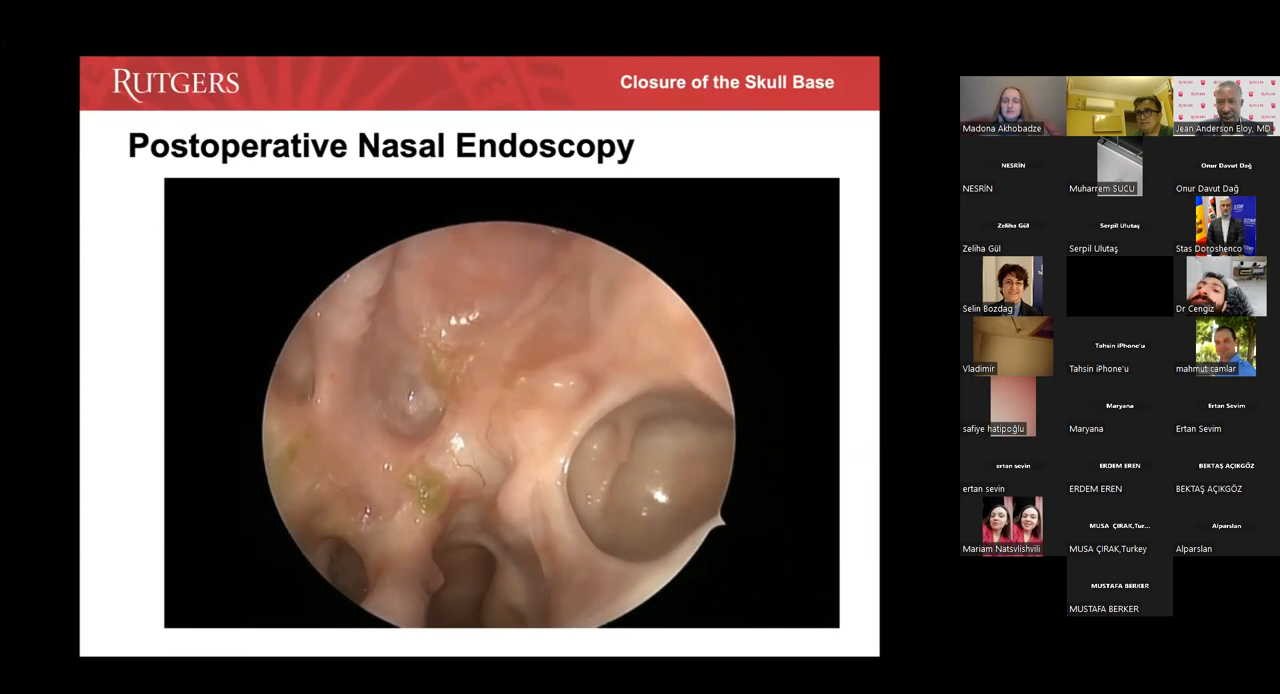 RUTGERS
Closure of the Skull Base
Postoperative Nasal Endoscopy
Madona Akhobadze
Jean Anderson Eloy, MD
NESRİN
NESRİN
Muharrem SUCU
Onur Davut Dağ
Onur Davut Dağ
Zeliha Gül
Zeliha Gül
Serpil Ulutaş
Serpil Ulutaş
Stas Doroshenco
Selin Bozdag
Dr Cengiz
Vladimir
Tahsin iPhone'u
Tahsin iPhone'u
mahmut camlar
safiye hatipoğlu
Maryana
Maryana
Ertan Sevim
Ertan Sevim
ertan sevin
ertan sevin
ERDEM EREN
ERDEM EREN
BEKTAŞ AÇIKGÖZ
BEKTAŞ AÇIKGÖZ
Mariam Natsvlishvili
MUSA ÇIRAK,Tur...
MUSA ÇIRAK,Turkey
Alparslan
Alparslan
MUSTAFA BERKER
MUSTAFA BERKER